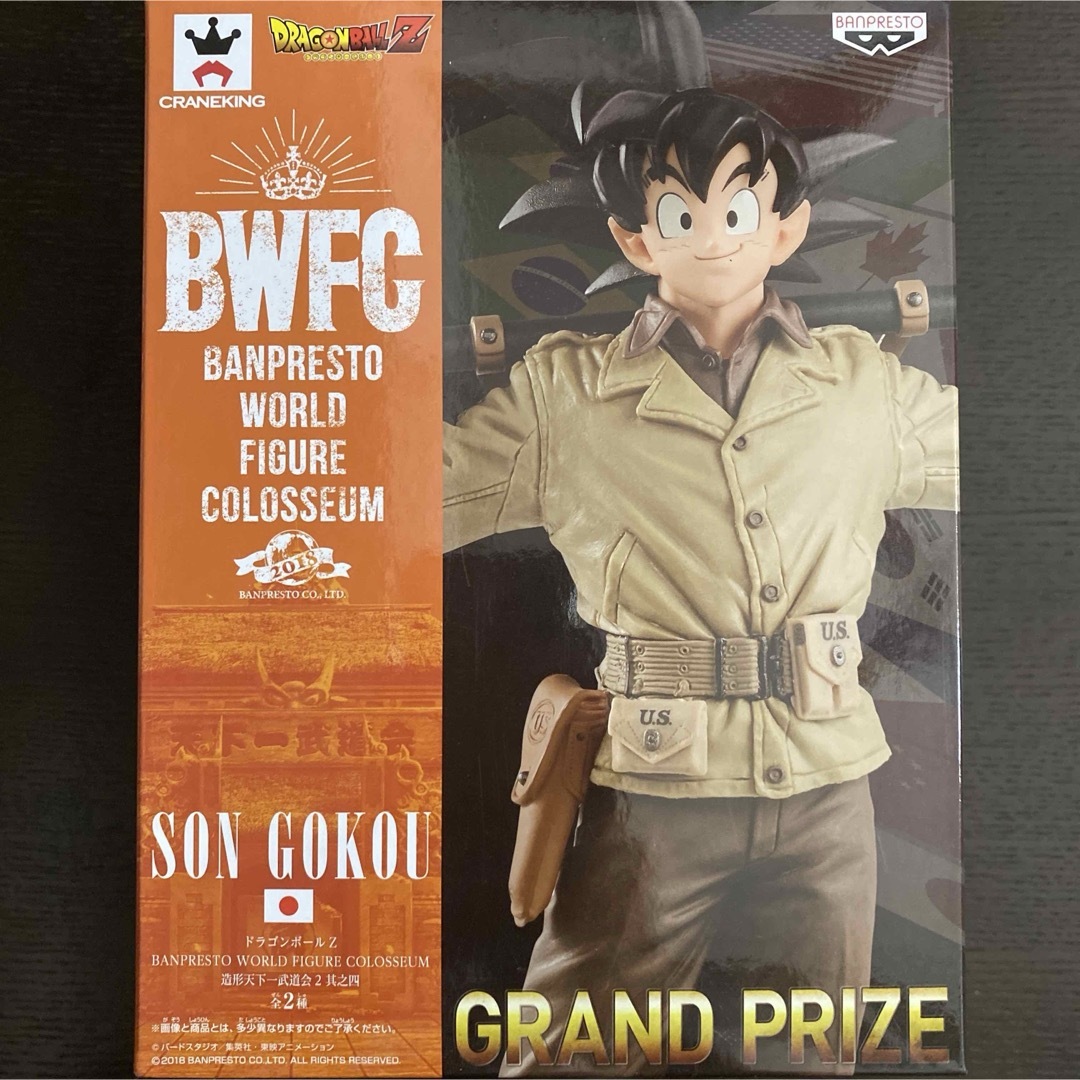 CRANEKING
DRAGONBALL Z
BANPRESTO
BWFC
BANPRESTO
WORLD
FIGURE
COLOSSEUM
2018
BANPRESTO CO., LTD.
天下一武道会
U.S.
U.S.
US
SON GOKOU
ドラゴンボールZ
BANPRESTO WORLD FIGURE COLOSSEUM
造形天下一武道会2 其之四
全2種
※画像と商品とは、多少異なりますのでご了承ください。
© バードスタジオ/集英社・東映アニメーション
©2018 BANPRESTO CO.,LTD. ALL RIGHTS RESERVED.
GRAND PRIZE